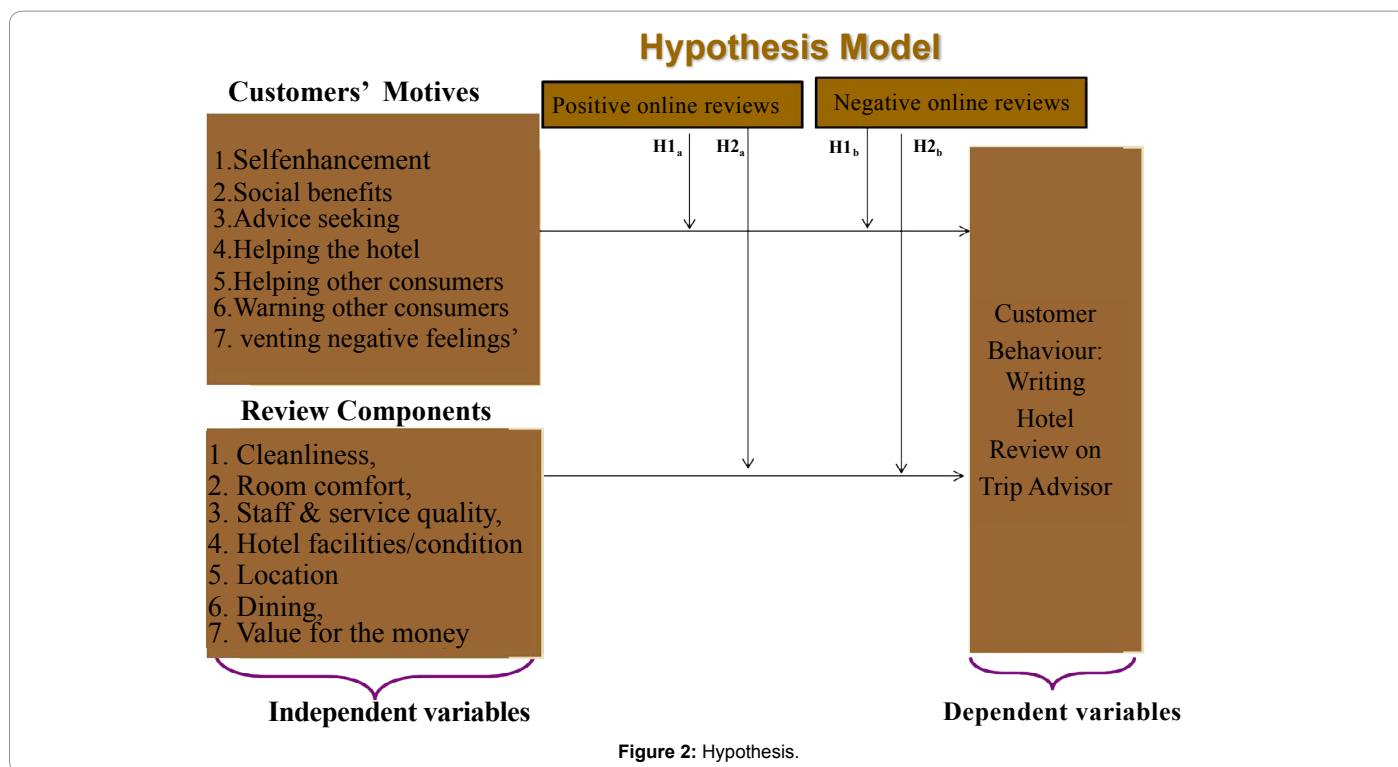 Hypothesis Model
Customers’ Motives
Positive online reviews
Negative online reviews
H1a
H2a
H1b
H2b
1.Selfenhancement
2.Social benefits
3.Advice seeking
4.Helping the hotel
5.Helping other consumers
6.Warning other consumers
7. venting negative feelings’
Review Components
1. Cleanliness,
2. Room comfort,
3. Staff & service quality,
4. Hotel facilities/condition
5. Location
6. Dining,
7. Value for the money
Customer
Behaviour:
Writing
Hotel
Review on
Trip Advisor
Independent variables
Dependent variables
Figure 2: Hypothesis.